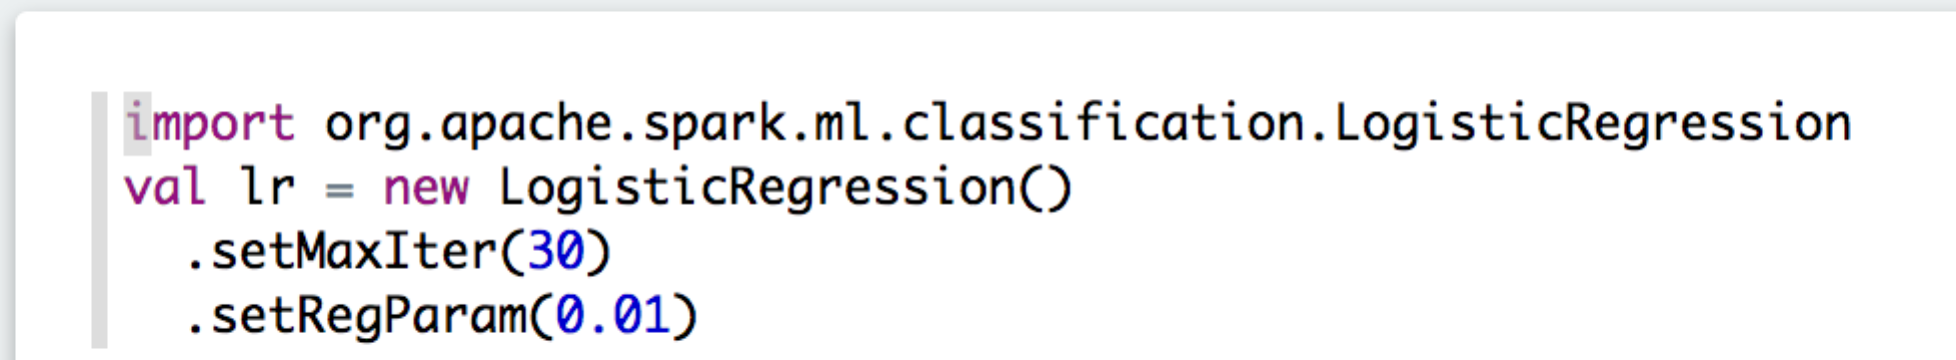 import org.apache.spark.ml.classification.LogisticRegression
val lr = new LogisticRegression()
  .setMaxIter(30)
  .setRegParam(0.01)